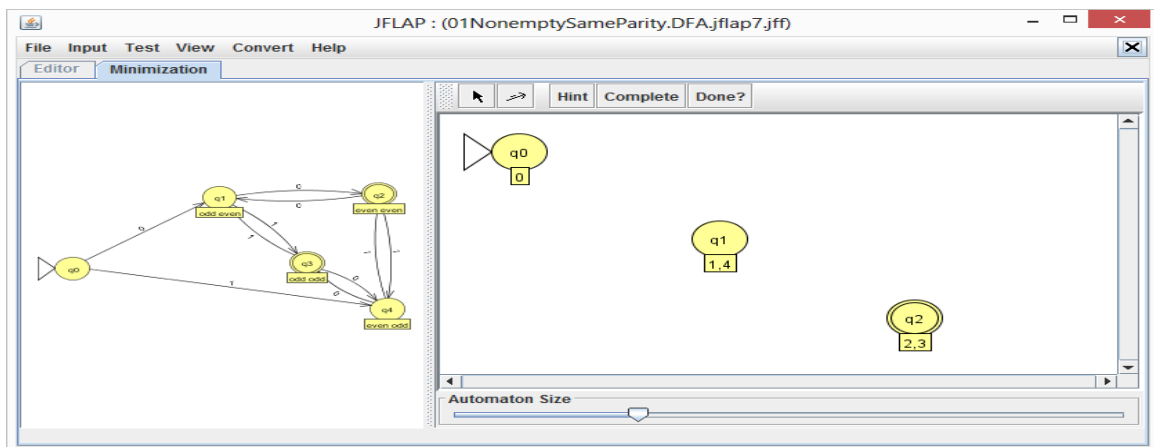 JFLAP : (01NonemptySameParity.DFA.jflap7.jff)
File Input Test View Convert Help
Editor Minimization
Hint Complete Done?
q0
0
q1
1,4
q2
2,3
q1
odd even
q2
even even
q0
q3
odd odd
q4
even odd
Automaton Size